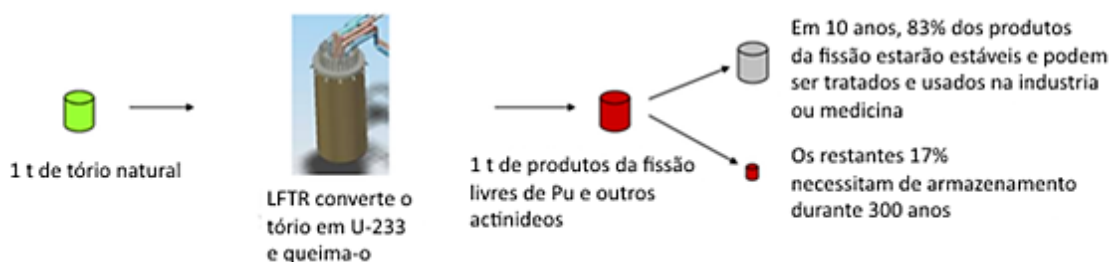 1 t de tório natural
LFTR converte o
tório em U-233
e queima-o
1 t de produtos da fissão
livres de Pu e outros
actinideos
Em 10 anos, 83% dos produtos
da fissão estarão estáveis e podem
ser tratados e usados na industria
ou medicina
Os restantes 17%
necessitam de armazenamento
durante 300 anos